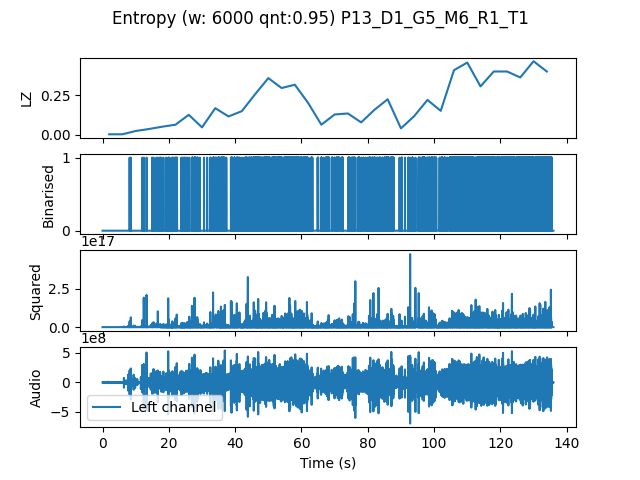 Entropy (w: 6000 qnt:0.95) P13_D1_G5_M6_R1_T1
LZ
0.25
0.00
Binarised
1
0
1e17
Squared
2.5
0.0
1e8
Audio
5
0
−5
Left channel
0 20 40 60 80 100 120 140
Time (s)